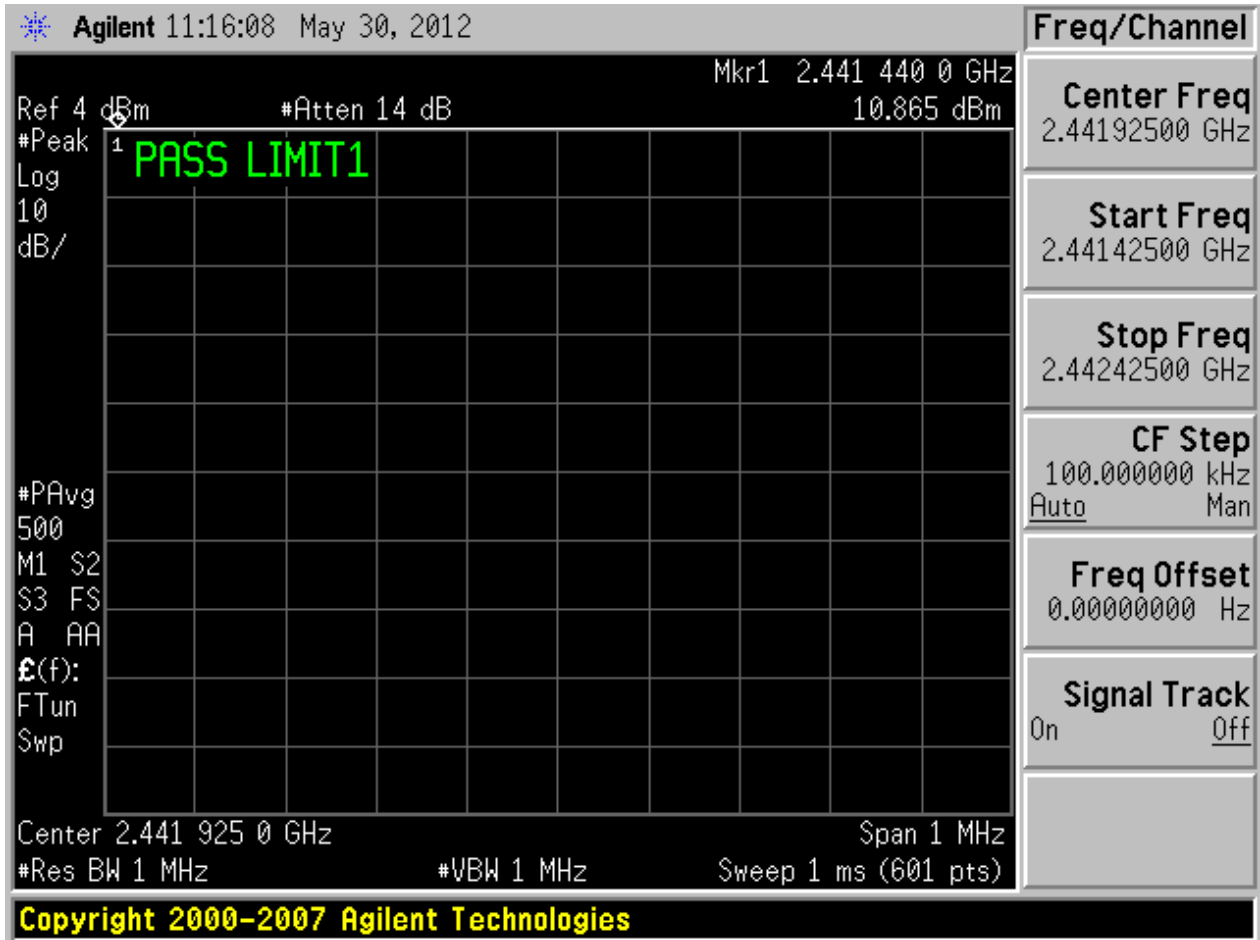 Agilent 11:16:08 May 30, 2012
Freq/Channel
Mkr1 2.441 440 0 GHz
Ref 4 dBm #Atten 14 dB 10.865 dBm
#Peak
Log
10
dB/
1
PASS LIMIT1
#PAvg
500
M1 S2
S3 FS
A AA
£(f):
FTun
Swp
Center 2.441 925 0 GHz Span 1 MHz
#Res BW 1 MHz #VBW 1 MHz Sweep 1 ms (601 pts)
Center Freq
2.44192500 GHz
Start Freq
2.44142500 GHz
Stop Freq
2.44242500 GHz
CF Step
100.000000 kHz
Auto Man
Freq Offset
0.00000000 Hz
Signal Track
On Off
Copyright 2000-2007 Agilent Technologies